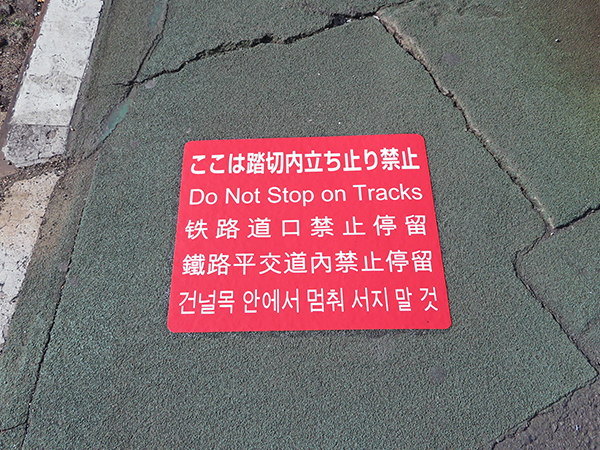 ここは踏切内立ち止り禁止
Do Not Stop on Tracks
铁路道口禁止停留
鐵路平交道內禁止停留
건널목 안에서 멈춰 서지 말 것